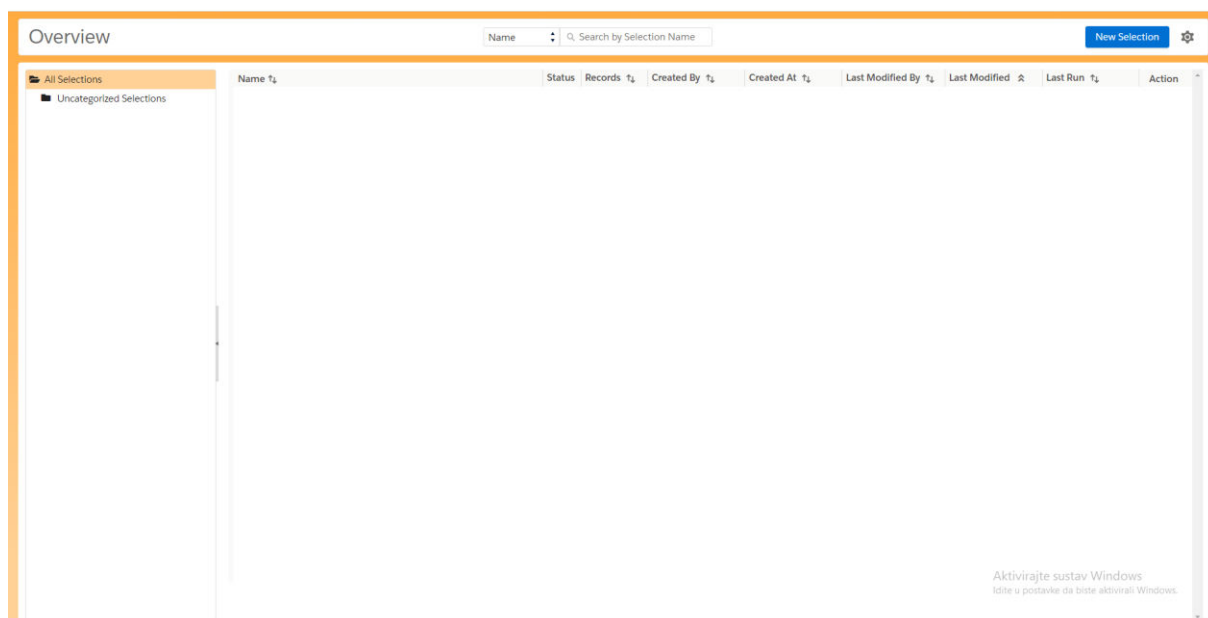 Overview
Name
Search by Selection Name
New Selection
All Selections
Uncategorized Selections
Name Status Records Created By Created At Last Modified By Last Modified Last Run Action
Aktivirajte sustav Windows
Idite u postavke da biste aktivirali Windows.